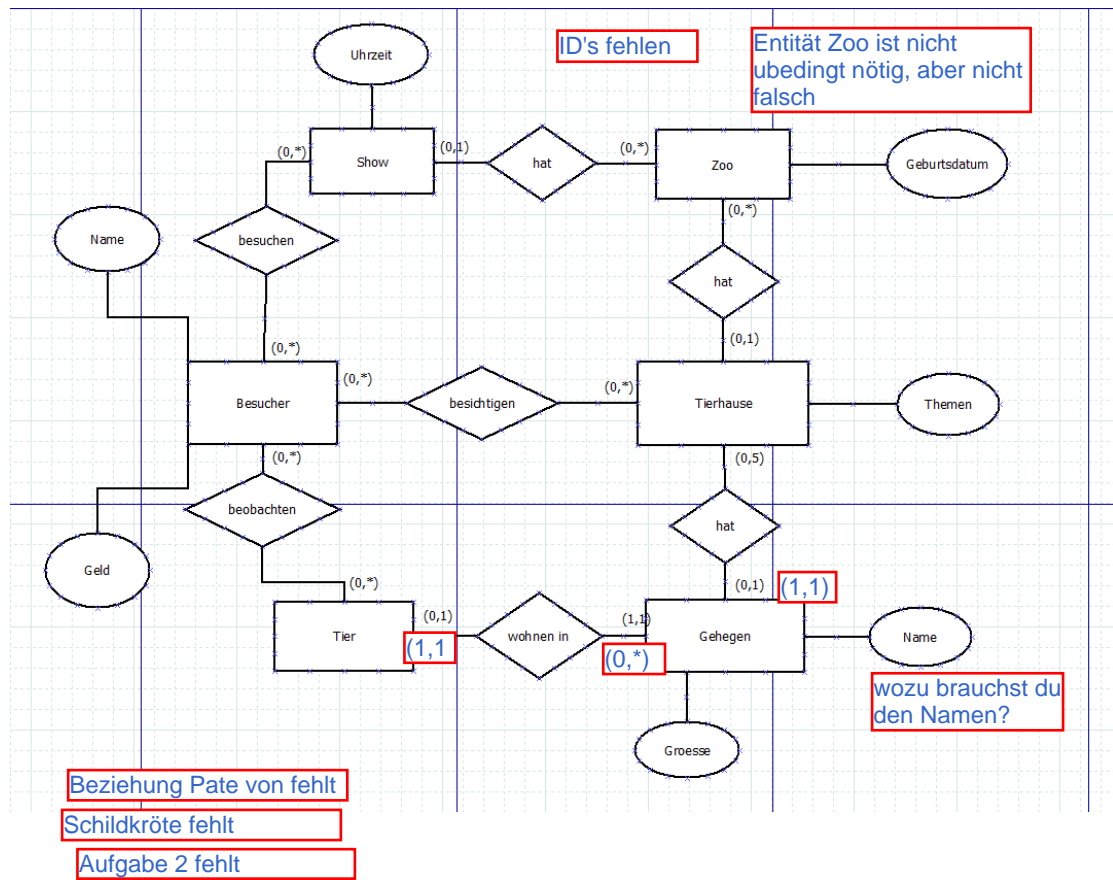 ID's fehlen
Entität Zoo ist nicht
ubedingt nötig, aber nicht
falsch
Uhrzeit
(0,*)
Show
(0,1)
hat
(0,*)
Zoo
Geburtsdatum
(0,*)
Name
besuchen
hat
(0,*)
(0,1)
Besucher
(0,*)
besichtigen
(0,*)
Tierhause
Themen
(0,*)
(0,5)
beobachten
hat
Geld
(0,*)
(0,1)
(1,1)
Tier
(0,1)
(1,1
wohnen in
(1,1)
(0,*)
Gehegen
Name
wozu brauchst du
den Namen?
Groesse
Beziehung Pate von fehlt
Schildkröte fehlt
Aufgabe 2 fehlt